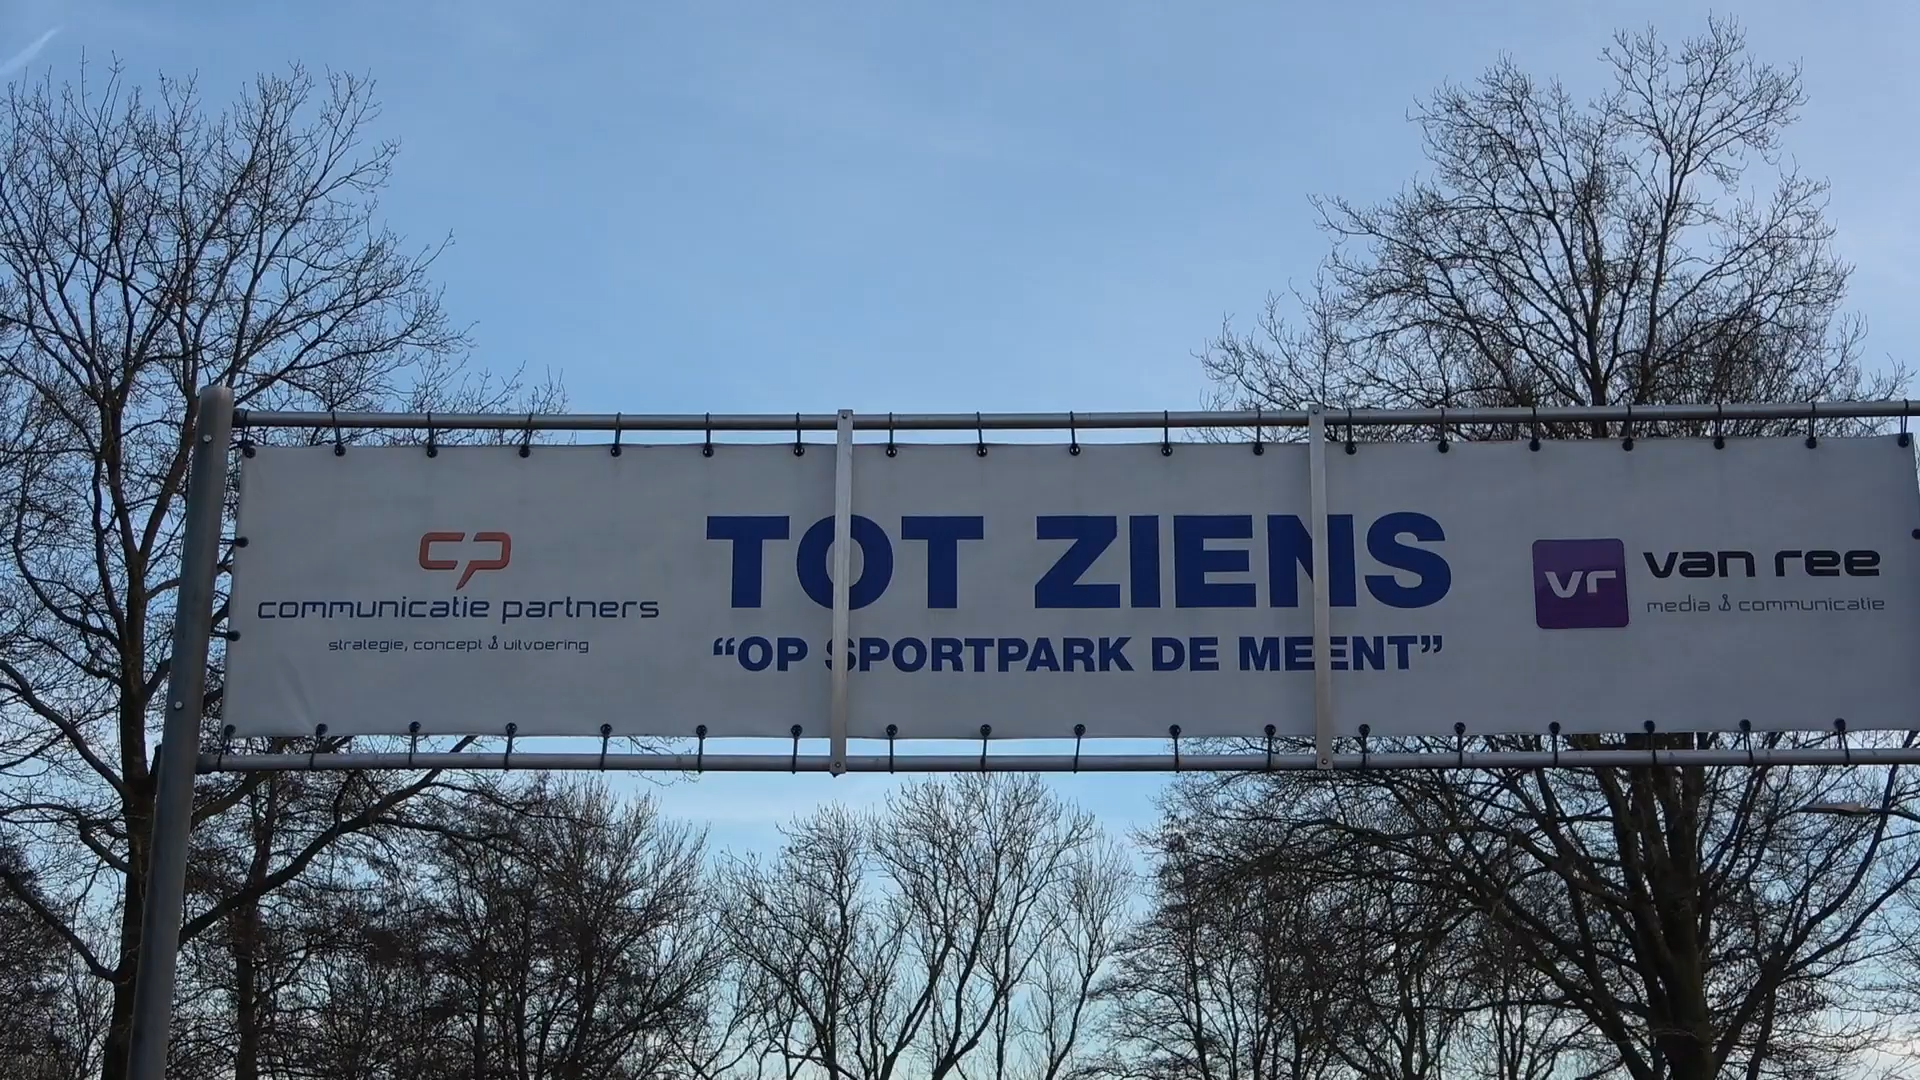 cp
communicatie partners
strategie, concept & uitvoering
TOT ZIENS
“OP SPORTPARK DE MEENT”
vr
van ree
media & communicatie